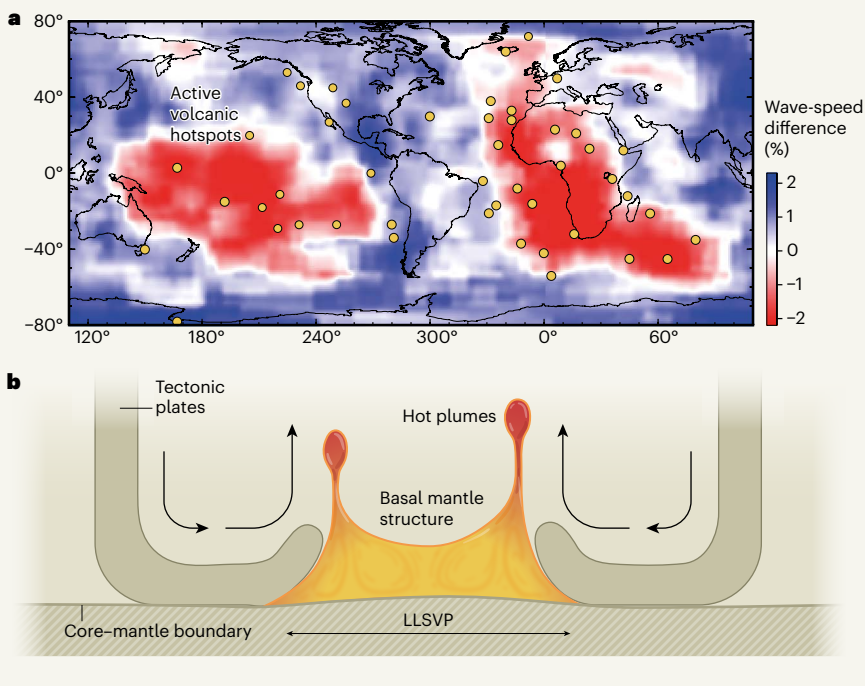 a
80°
40°
0°
−40°
−80°
Active
volcanic
hotspots
120°
180°
240°
300°
0°
60°
Wave-speed
difference
(%)
2
1
0
−1
−2
b
Tectonic
plates
Hot plumes
Basal mantle
structure
Core–mantle boundary
LLSVP